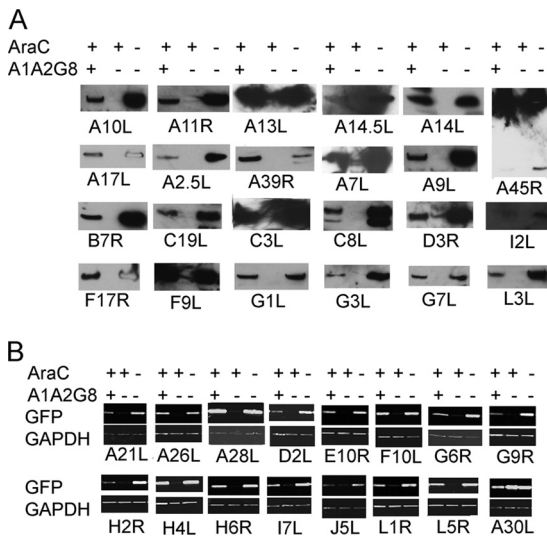 A
AraC + + - + + - + + - + + - + + - + + -
A1A2G8 + - - + - - + - - + - - + - - + - -
A10L A11R A13L A14.5L A14L
A17L A2.5L A39R A7L A9L A45R
B7R C19L C3L C8L D3R I2L
F17R F9L G1L G3L G7L L3L
B
AraC ++ - ++ - + + - + + - + + - + + - + + - + + -
A1A2G8 + - - + - - + - - + - - + - - + - - + - - + - -
GFP
GAPDH
A21L A26L A28L D2L E10R F10L G6R G9R
GFP
GAPDH
H2R H4L H6R I7L J5L L1R L5R A30L